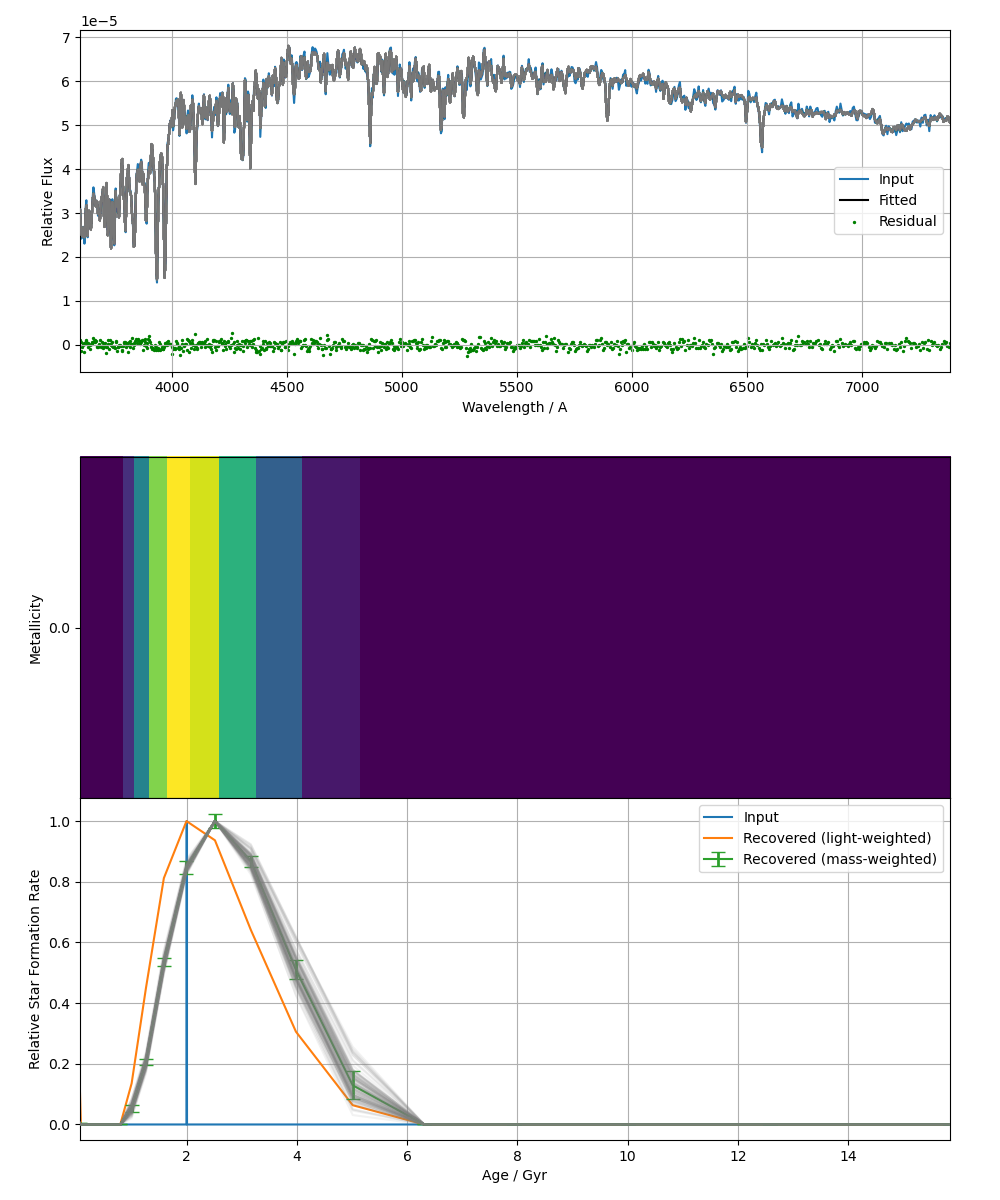 1e−5
7
6
5
4
3
2
1
0
Relative Flux
Input
Fitted
Residual
4000 4500 5000 5500 6000 6500 7000
Wavelength / A
Metallicity
0.0
1.0
0.8
0.6
0.4
0.2
0.0
Relative Star Formation Rate
Input
Recovered (light-weighted)
Recovered (mass-weighted)
2 4 6 8 10 12 14
Age / Gyr